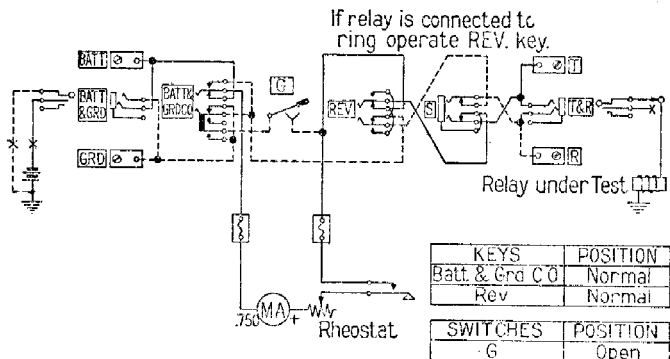 If relay is connected to
ring operate REV. key.
BATT
BATT
& GRD
GRD
BATT&
GRD CO
G
REV
S
T
T&R
R
Relay under Test
.750 MA +
Rheostat
KEYS POSITION
Batt. & Grd C O Normal
Rev Normal
SWITCHES POSITION
G Open